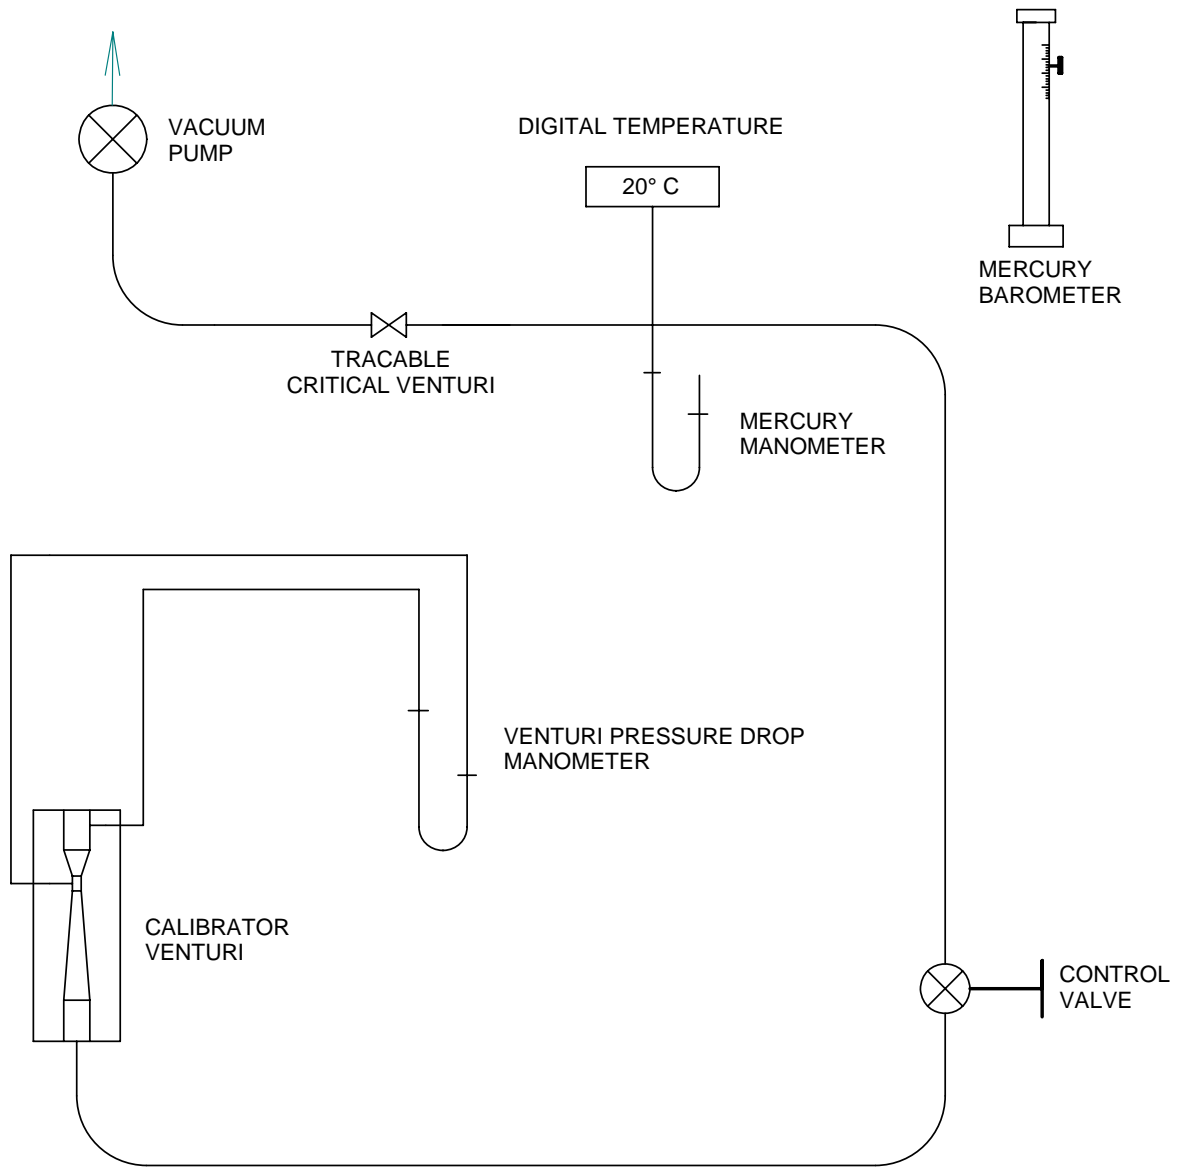 VACUUM
PUMP
DIGITAL TEMPERATURE
20° C
MERCURY
BAROMETER
TRACABLE
CRITICAL VENTURI
MERCURY
MANOMETER
VENTURI PRESSURE DROP
MANOMETER
CALIBRATOR
VENTURI
CONTROL
VALVE